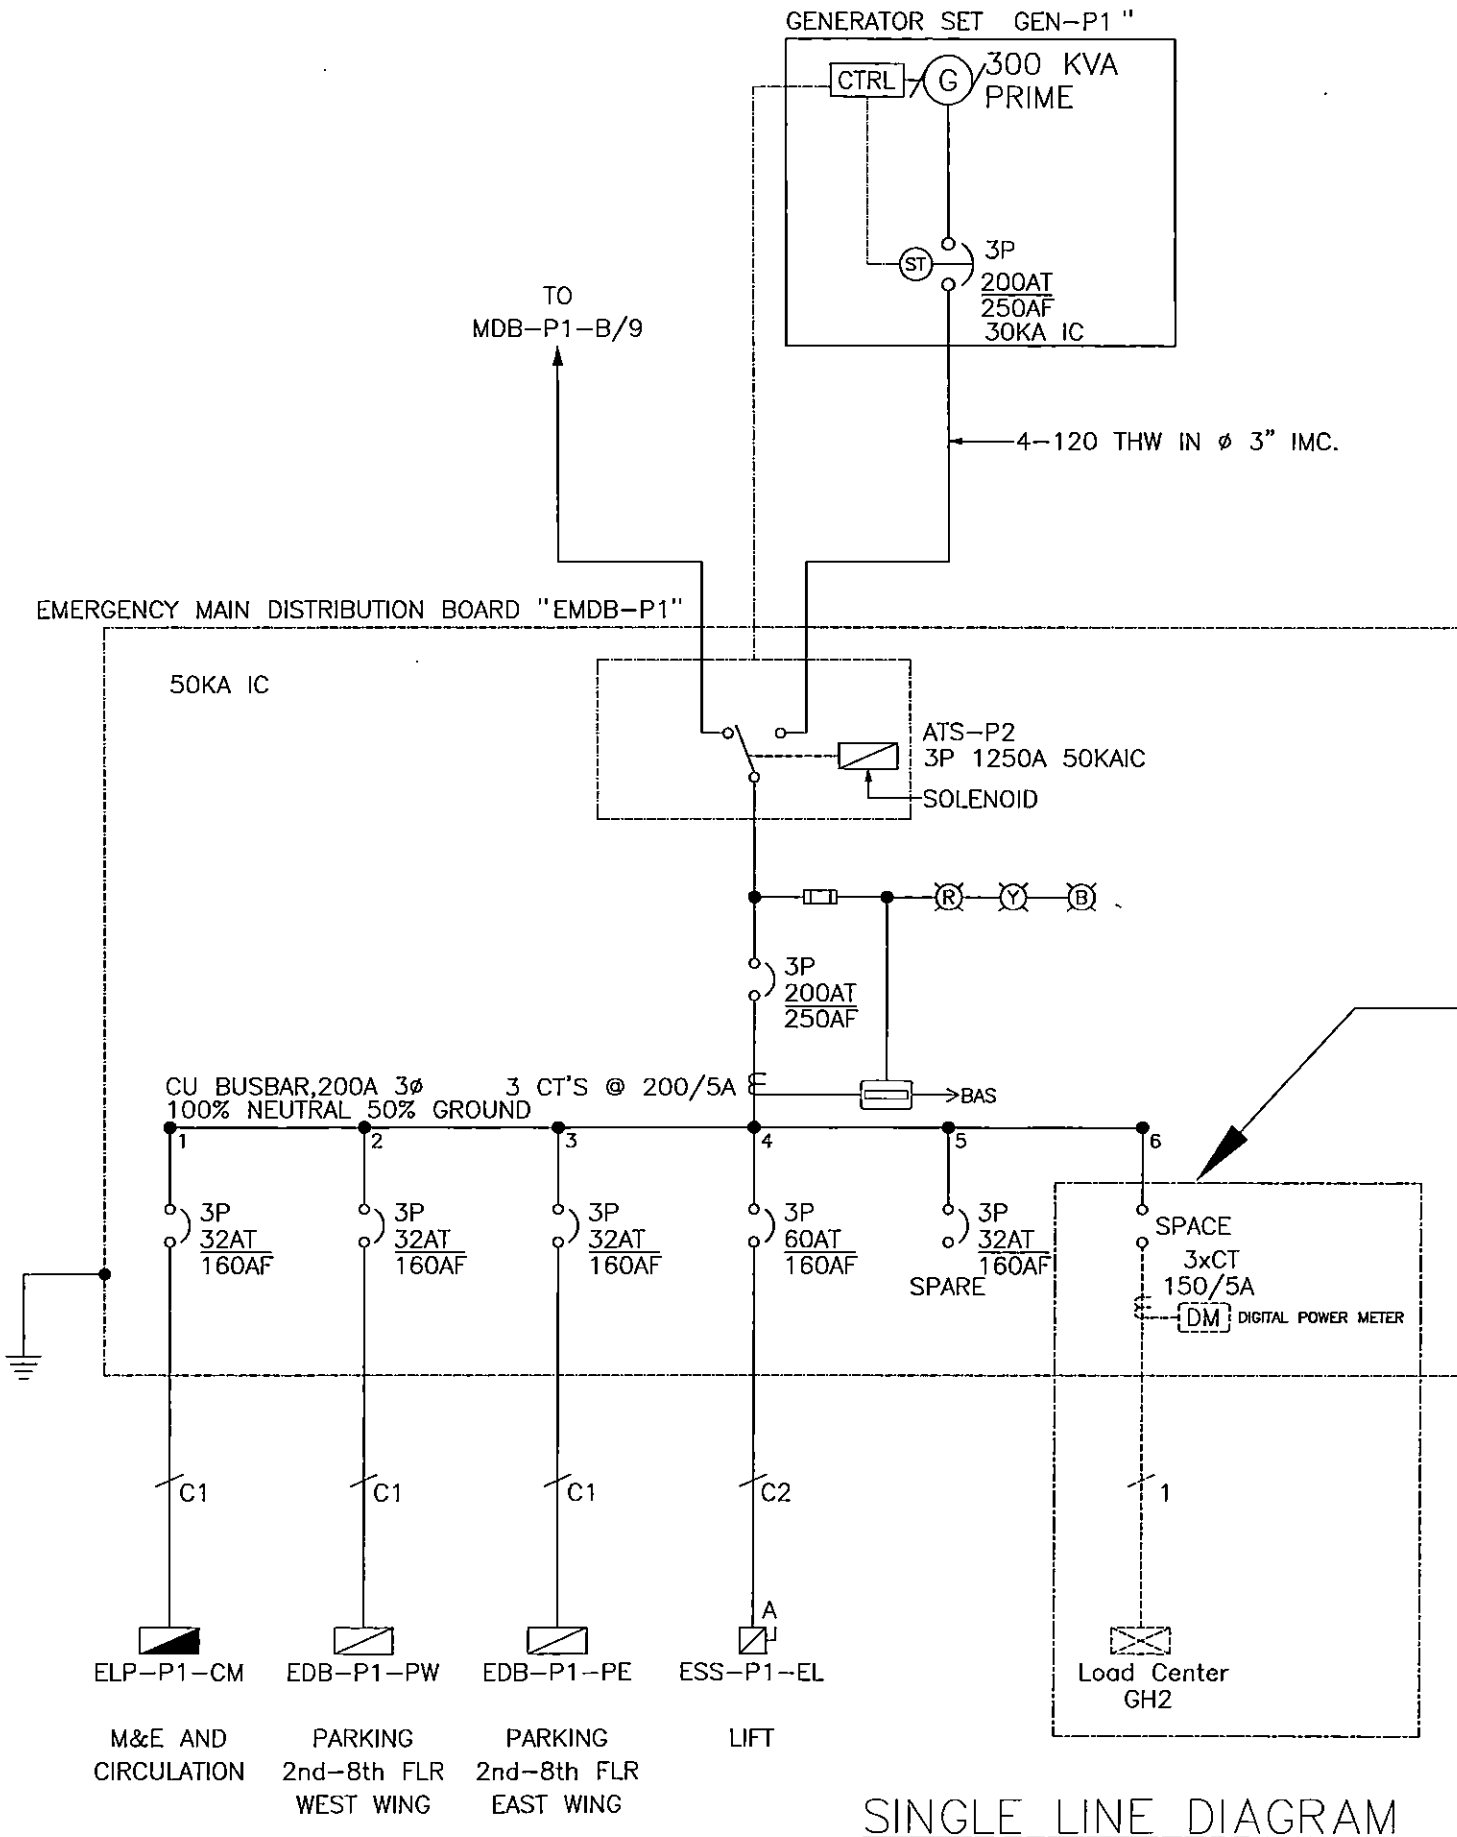 GENERATOR SET GEN-P1 "
CTRL
G
300 KVA
PRIME
ST
3P
200AT
250AF
30KA IC
TO
MDB-P1-B/9
4-120 THW IN ø 3" IMC.
EMERGENCY MAIN DISTRIBUTION BOARD "EMDB-P1"
50KA IC
ATS-P2
3P 1250A 50KAIC
SOLENOID
R
Y
B
3P
200AT
250AF
CU BUSBAR,200A 3ø
100% NEUTRAL 50% GROUND
3 CT'S @ 200/5A
BAS
1
2
3
4
5
6
3P
32AT
160AF
3P
32AT
160AF
3P
32AT
160AF
3P
60AT
160AF
3P
32AT
160AF
SPARE
SPACE
3xCT
150/5A
DM
DIGITAL POWER METER
C1
C1
C1
C2
1
A
ELP-P1-CM
EDB-P1-PW
EDB-P1-PE
ESS-P1-EL
Load Center
GH2
M&E AND
CIRCULATION
PARKING
2nd-8th FLR
WEST WING
PARKING
2nd-8th FLR
EAST WING
LIFT
SINGLE LINE DIAGRAM